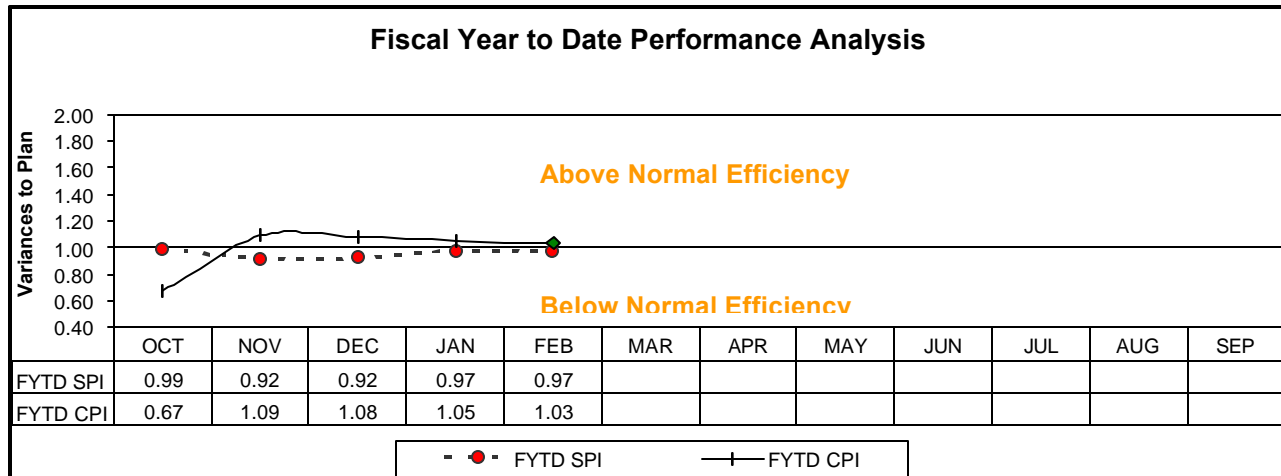 Fiscal Year to Date Performance Analysis
Variances to Plan
2.00
1.80
1.60
1.40
1.20
1.00
0.80
0.60
0.40
Above Normal Efficiency
Below Normal Efficiency
OCT NOV DEC JAN FEB MAR APR MAY JUN JUL AUG SEP
FYTD SPI 0.99 0.92 0.92 0.97 0.97
FYTD CPI 0.67 1.09 1.08 1.05 1.03
FYTD SPI FYTD CPI